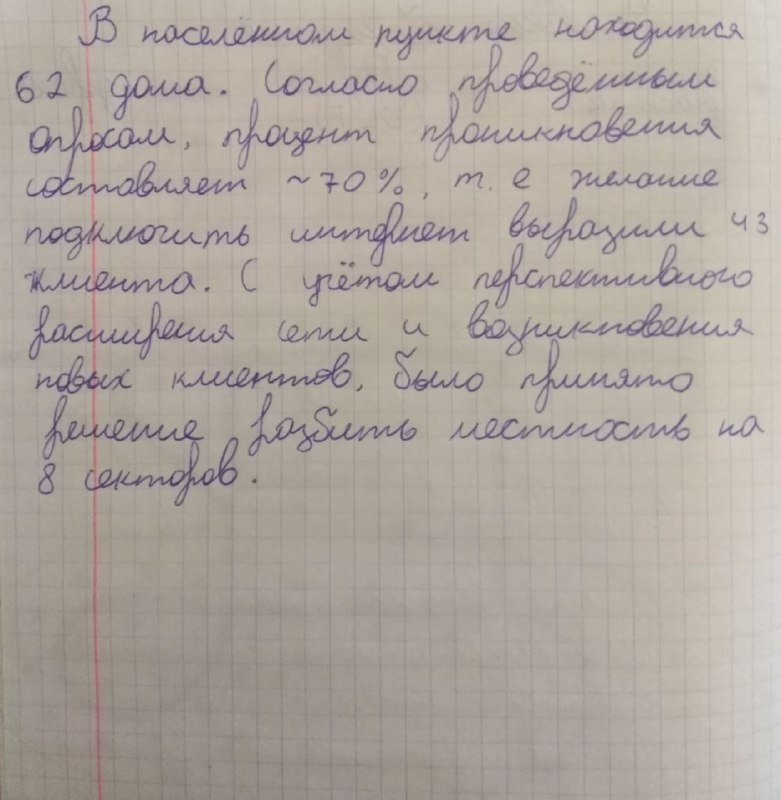 В населённом пункте находится
62 дома. Согласно проведённым
опросам, процент проникновения
составляет ~70%, т. е желание
подключить интернет выразили 43
клиента. С учётом перспективного
расширения сети и возникновения
новых клиентов, было принято
решение разбить местность на
8 секторов.